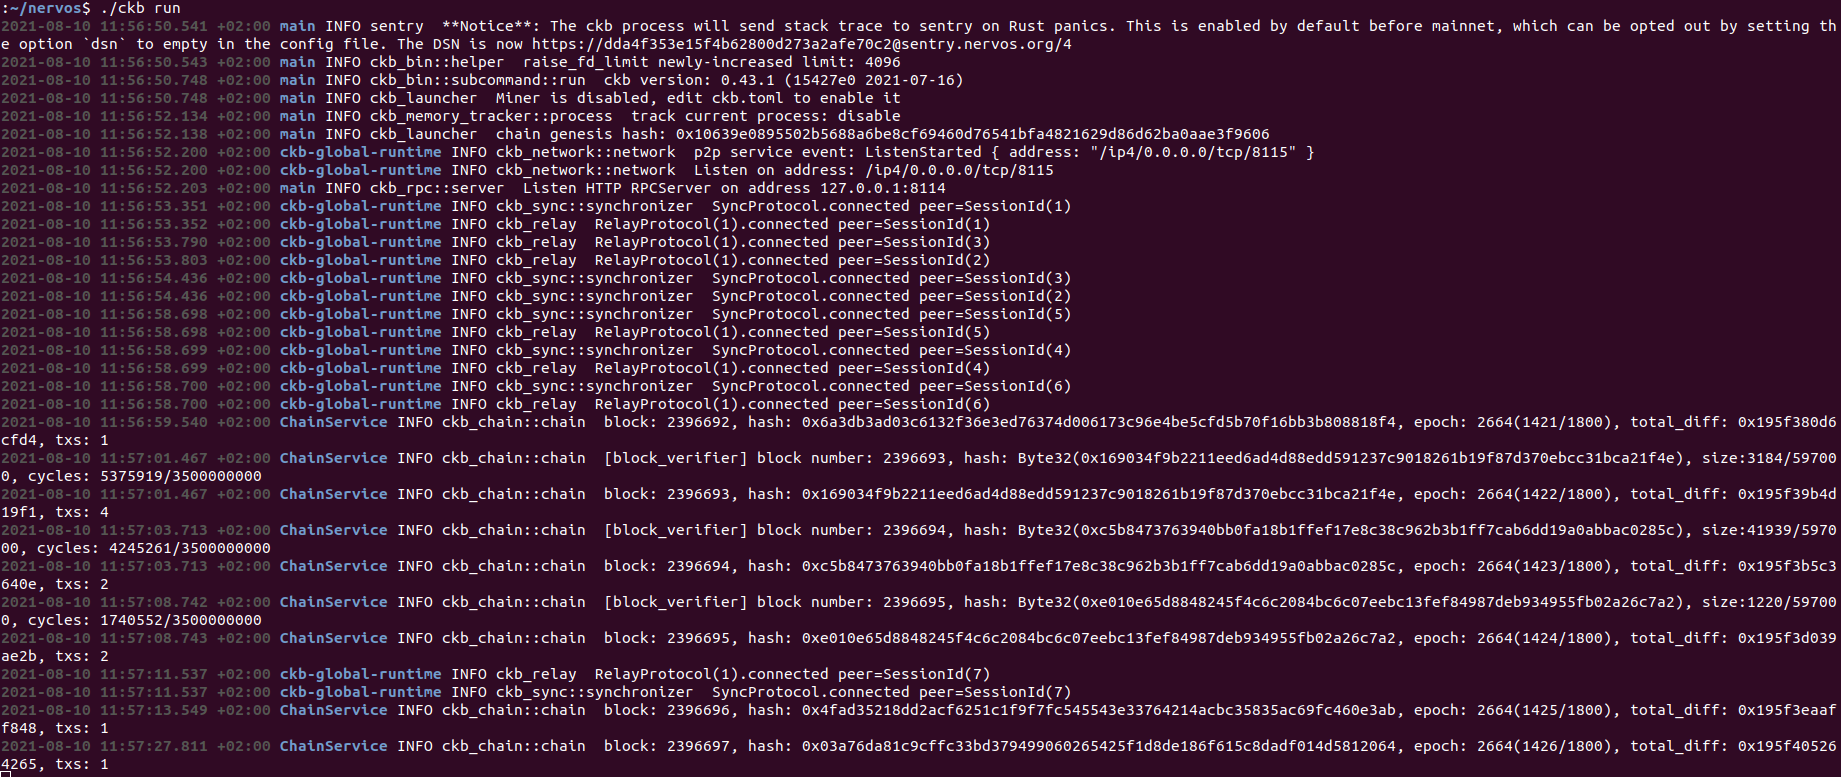 :~/nervos$ ./ckb run
2021-08-10 11:56:50.541 +02:00 main INFO sentry  **Notice**: The ckb process will send stack trace to sentry on Rust panics. This is enabled by default before mainnet, which can be opted out by setting th
e option `dsn` to empty in the config file. The DSN is now https://dda4f353e15f4b62800d273a2afe70c2@sentry.nervos.org/4
2021-08-10 11:56:50.543 +02:00 main INFO ckb_bin::helper  raise_fd_limit newly-increased limit: 4096
2021-08-10 11:56:50.748 +02:00 main INFO ckb_bin::subcommand::run  ckb version: 0.43.1 (15427e0 2021-07-16)
2021-08-10 11:56:50.748 +02:00 main INFO ckb_launcher  Miner is disabled, edit ckb.toml to enable it
2021-08-10 11:56:52.134 +02:00 main INFO ckb_memory_tracker::process  track current process: disable
2021-08-10 11:56:52.138 +02:00 main INFO ckb_launcher  chain genesis hash: 0x10639e0895502b5688a6be8cf69460d76541bfa4821629d86d62ba0aae3f9606
2021-08-10 11:56:52.200 +02:00 ckb-global-runtime INFO ckb_network::network  p2p service event: ListenStarted { address: "/ip4/0.0.0.0/tcp/8115" }
2021-08-10 11:56:52.200 +02:00 ckb-global-runtime INFO ckb_network::network  Listen on address: /ip4/0.0.0.0/tcp/8115
2021-08-10 11:56:52.203 +02:00 main INFO ckb_rpc::server  Listen HTTP RPCServer on address 127.0.0.1:8114
2021-08-10 11:56:53.351 +02:00 ckb-global-runtime INFO ckb_sync::synchronizer  SyncProtocol.connected peer=SessionId(1)
2021-08-10 11:56:53.352 +02:00 ckb-global-runtime INFO ckb_relay  RelayProtocol(1).connected peer=SessionId(1)
2021-08-10 11:56:53.790 +02:00 ckb-global-runtime INFO ckb_relay  RelayProtocol(1).connected peer=SessionId(3)
2021-08-10 11:56:53.803 +02:00 ckb-global-runtime INFO ckb_relay  RelayProtocol(1).connected peer=SessionId(2)
2021-08-10 11:56:54.436 +02:00 ckb-global-runtime INFO ckb_sync::synchronizer  SyncProtocol.connected peer=SessionId(3)
2021-08-10 11:56:54.436 +02:00 ckb-global-runtime INFO ckb_sync::synchronizer  SyncProtocol.connected peer=SessionId(2)
2021-08-10 11:56:58.698 +02:00 ckb-global-runtime INFO ckb_sync::synchronizer  SyncProtocol.connected peer=SessionId(5)
2021-08-10 11:56:58.698 +02:00 ckb-global-runtime INFO ckb_relay  RelayProtocol(1).connected peer=SessionId(5)
2021-08-10 11:56:58.699 +02:00 ckb-global-runtime INFO ckb_sync::synchronizer  SyncProtocol.connected peer=SessionId(4)
2021-08-10 11:56:58.699 +02:00 ckb-global-runtime INFO ckb_relay  RelayProtocol(1).connected peer=SessionId(4)
2021-08-10 11:56:58.700 +02:00 ckb-global-runtime INFO ckb_sync::synchronizer  SyncProtocol.connected peer=SessionId(6)
2021-08-10 11:56:58.700 +02:00 ckb-global-runtime INFO ckb_relay  RelayProtocol(1).connected peer=SessionId(6)
2021-08-10 11:56:59.540 +02:00 ChainService INFO ckb_chain::chain  block: 2396692, hash: 0x6a3db3ad03c6132f36e3ed76374d006173c96e4be5cfd5b70f16bb3b808818f4, epoch: 2664(1421/1800), total_diff: 0x195f380d6
cfd4, txs: 1
2021-08-10 11:57:01.467 +02:00 ChainService INFO ckb_chain::chain  [block_verifier] block number: 2396693, hash: Byte32(0x169034f9b2211eed6ad4d88edd591237c9018261b19f87d370ebcc31bca21f4e), size:3184/59700
0, cycles: 5375919/3500000000
2021-08-10 11:57:01.467 +02:00 ChainService INFO ckb_chain::chain  block: 2396693, hash: 0x169034f9b2211eed6ad4d88edd591237c9018261b19f87d370ebcc31bca21f4e, epoch: 2664(1422/1800), total_diff: 0x195f39b4d
19f1, txs: 4
2021-08-10 11:57:03.713 +02:00 ChainService INFO ckb_chain::chain  [block_verifier] block number: 2396694, hash: Byte32(0xc5b8473763940bb0fa18b1ffef17e8c38c962b3b1ff7cab6dd19a0abbac0285c), size:41939/5970
00, cycles: 4245261/3500000000
2021-08-10 11:57:03.713 +02:00 ChainService INFO ckb_chain::chain  block: 2396694, hash: 0xc5b8473763940bb0fa18b1ffef17e8c38c962b3b1ff7cab6dd19a0abbac0285c, epoch: 2664(1423/1800), total_diff: 0x195f3b5c3
640e, txs: 2
2021-08-10 11:57:08.742 +02:00 ChainService INFO ckb_chain::chain  [block_verifier] block number: 2396695, hash: Byte32(0xe010e65d8848245f4c6c2084bc6c07eebc13fef84987deb934955fb02a26c7a2), size:1220/59700
0, cycles: 1740552/3500000000
2021-08-10 11:57:08.743 +02:00 ChainService INFO ckb_chain::chain  block: 2396695, hash: 0xe010e65d8848245f4c6c2084bc6c07eebc13fef84987deb934955fb02a26c7a2, epoch: 2664(1424/1800), total_diff: 0x195f3d039
ae2b, txs: 2
2021-08-10 11:57:11.537 +02:00 ckb-global-runtime INFO ckb_relay  RelayProtocol(1).connected peer=SessionId(7)
2021-08-10 11:57:11.537 +02:00 ckb-global-runtime INFO ckb_sync::synchronizer  SyncProtocol.connected peer=SessionId(7)
2021-08-10 11:57:13.549 +02:00 ChainService INFO ckb_chain::chain  block: 2396696, hash: 0x4fad35218dd2acf6251c1f9f7fc545543e33764214acbc35835ac69fc460e3ab, epoch: 2664(1425/1800), total_diff: 0x195f3eaaf
f848, txs: 1
2021-08-10 11:57:27.811 +02:00 ChainService INFO ckb_chain::chain  block: 2396697, hash: 0x03a76da81c9cffc33bd379499060265425f1d8de186f615c8dadf014d5812064, epoch: 2664(1426/1800), total_diff: 0x195f40526
4265, txs: 1